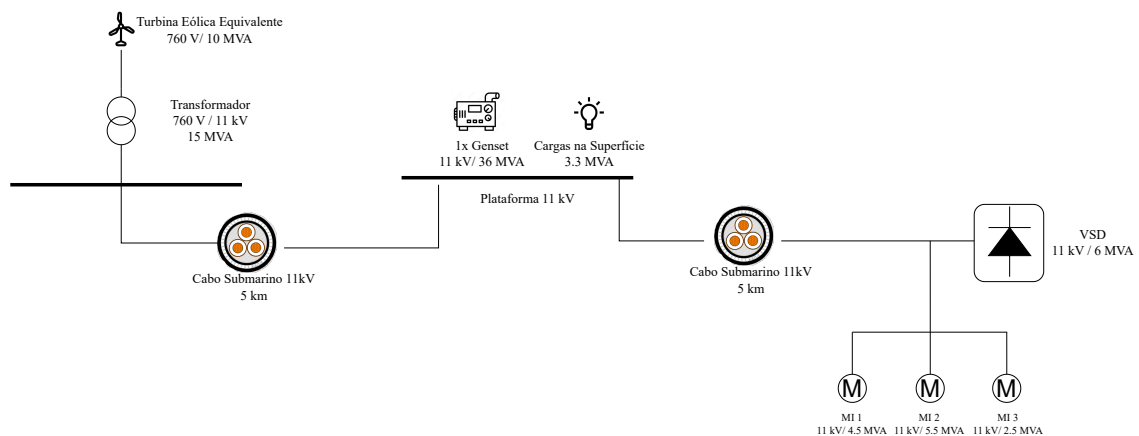 Turbina Eólica Equivalente
760 V/ 10 MVA
Transformador
760 V / 11 kV
15 MVA
1x Genset
11 kV/ 36 MVA
Cargas na Superfície
3.3 MVA
Plataforma 11 kV
Cabo Submarino 11kV
5 km
Cabo Submarino 11kV
5 km
VSD
11 kV / 6 MVA
M
M
M
MI 1
11 kV/ 4.5 MVA
MI 2
11 kV/ 5.5 MVA
MI 3
11 kV/ 2.5 MVA